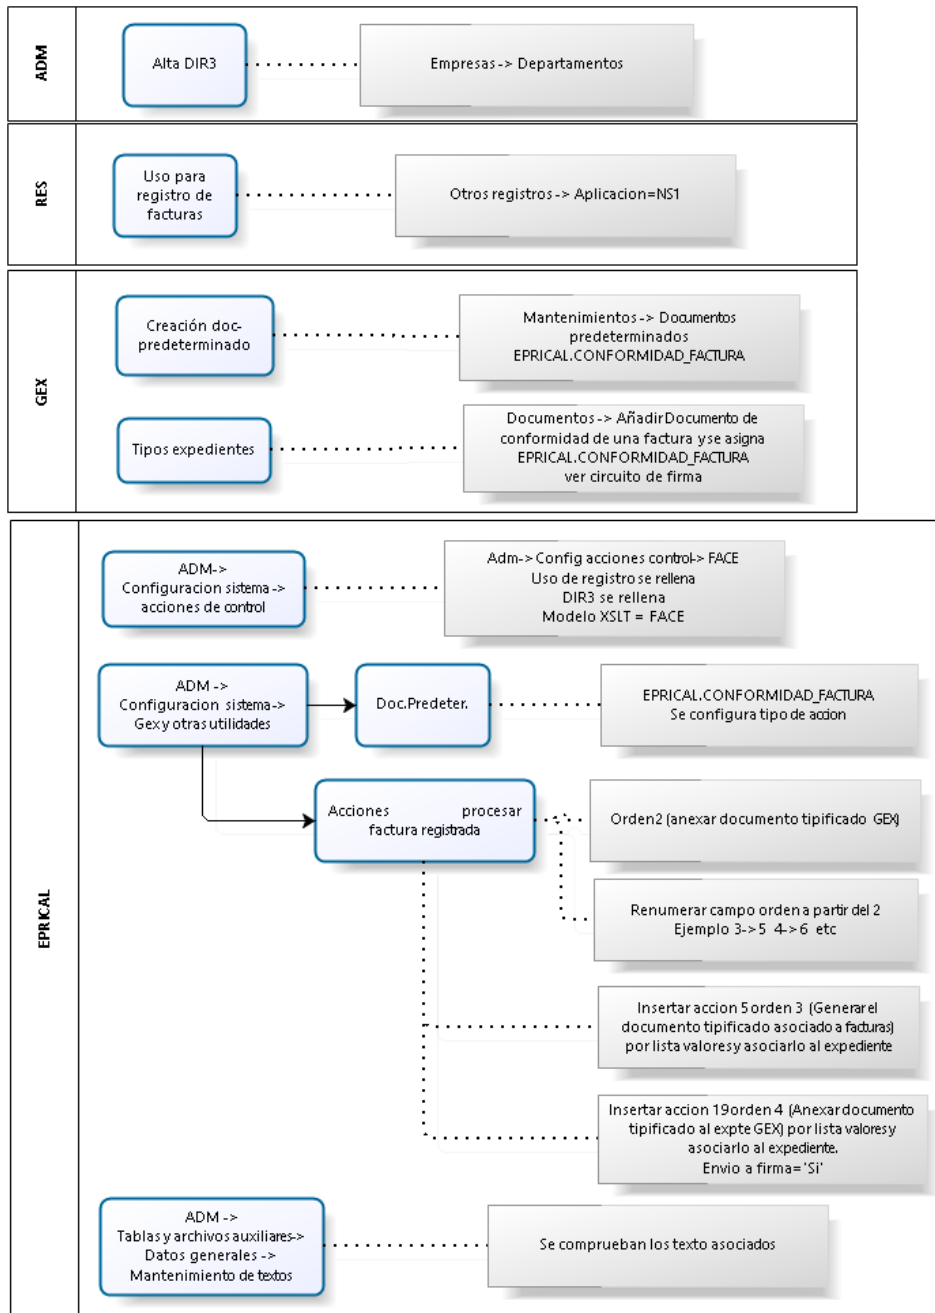 ADM
Alta DIR3
Empresas -> Departamentos
RES
Uso para
registro de
facturas
Otros registros -> Aplicacion=NS1
GEX
Creación doc-
predeterminado
Mantenimientos -> Documentos
predeterminados
EPRICAL.CONFORMIDAD_FACTURA
Tipos expedientes
Documentos -> Añadir Documento de
conformidad de una factura y se asigna
EPRICAL.CONFORMIDAD_FACTURA
ver circuito de firma
EPRICAL
ADM->
Configuracion sistema->
acciones de control
Adm-> Config acciones control-> FACE
Uso de registro se rellena
DIR3 se rellena
Modelo XSLT = FACE
ADM ->
Configuracion sistema->
Gex y otras utilidades
Doc.Predeter.
EPRICAL.CONFORMIDAD_FACTURA
Se configura tipo de accion
Acciones procesar
factura registrada
Orden2 (anexar documento tipificado GEX)
Renumerar campo orden a partir del 2
Ejemplo 3->5 4->6 etc
Insertar accion 5 orden 3 (Generar el
documento tipificado asociado a facturas)
por lista valores y asociarlo al expediente
Insertar accion 19 orden 4 (Anexar documento
tipificado al expte GEX) por lista valores y
asociarlo al expediente.
Envio a firma= 'Si'
ADM ->
Tablas y archivos auxiliares->
Datos generales ->
Mantenimiento de textos
Se comprueban los texto asociados